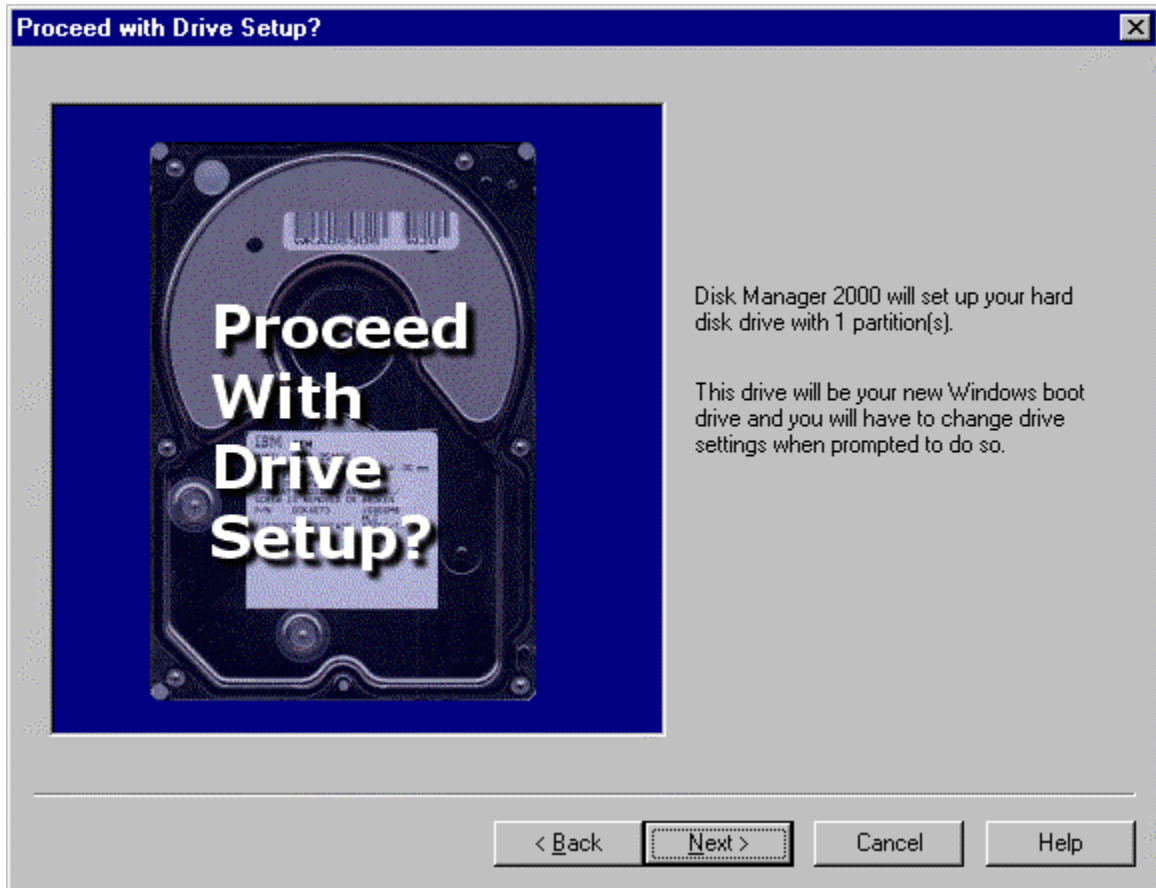 Proceed with Drive Setup?
Proceed
With
Drive
Setup?
IBM
Disk Manager 2000 will set up your hard
disk drive with 1 partition(s).
This drive will be your new Windows boot
drive and you will have to change drive
settings when prompted to do so.
< Back
Next >
Cancel
Help